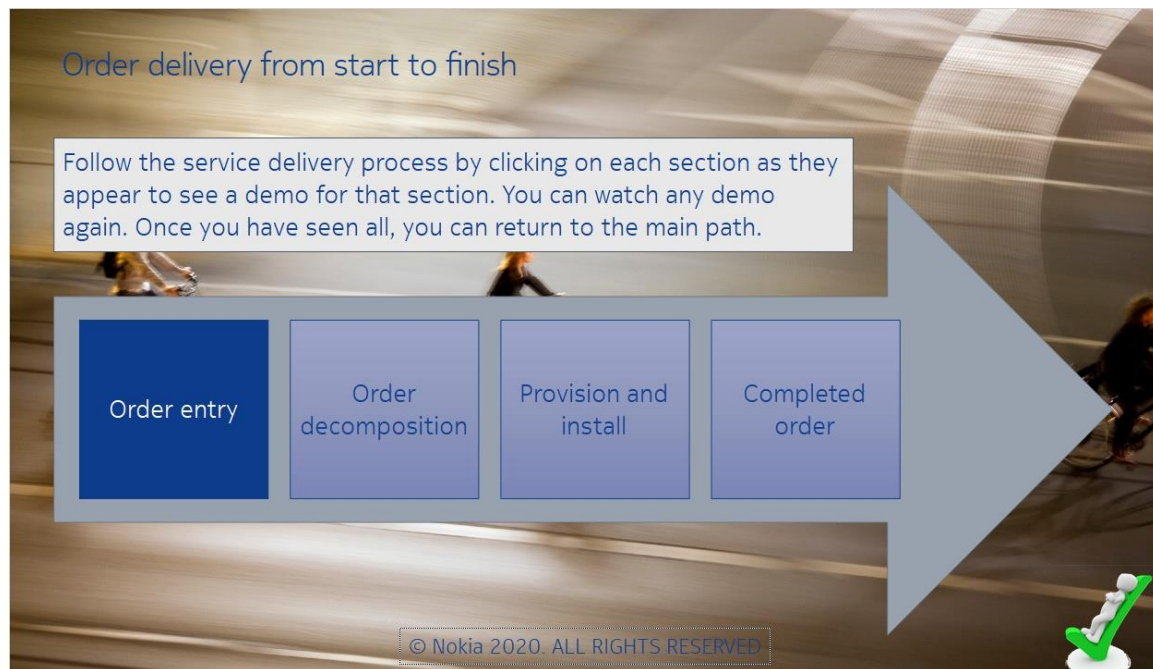 Order delivery from start to finish
Follow the service delivery process by clicking on each section as they
appear to see a demo for that section. You can watch any demo
again. Once you have seen all, you can return to the main path.
Order entry
Order
decomposition
Provision and
install
Completed
order
© Nokia 2020. ALL RIGHTS RESERVED